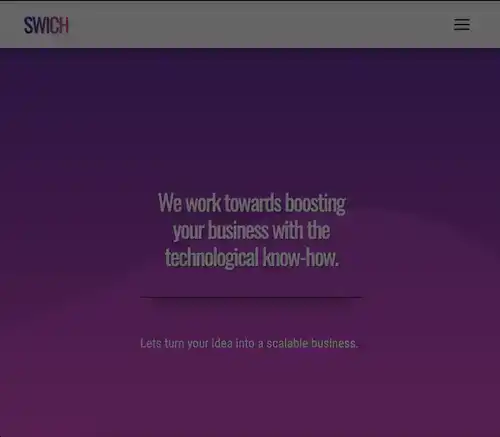 SWICH
We work towards boosting
your business with the
technological know-how.
Lets turn your idea into a scalable business.